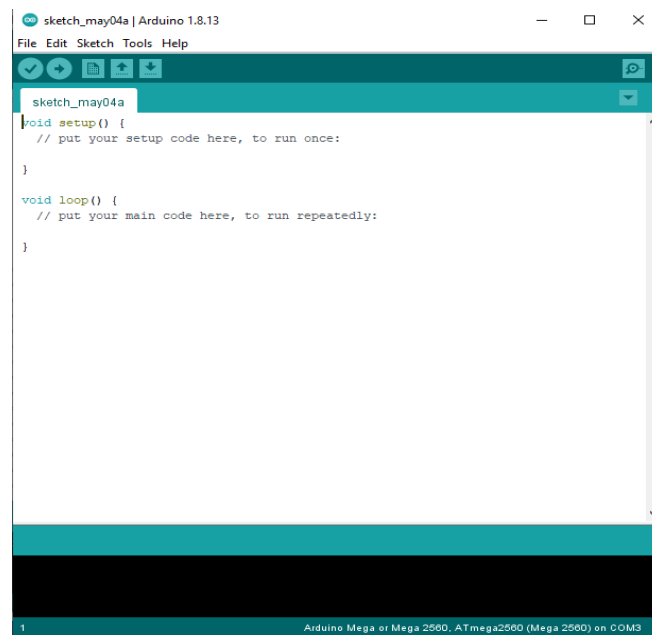 sketch_may04a | Arduino 1.8.13
File Edit Sketch Tools Help
sketch_may04a
void setup() {
  // put your setup code here, to run once:

}

void loop() {
  // put your main code here, to run repeatedly:

}
1 Arduino Mega or Mega 2560, ATmega2560 (Mega 2560) on COM3